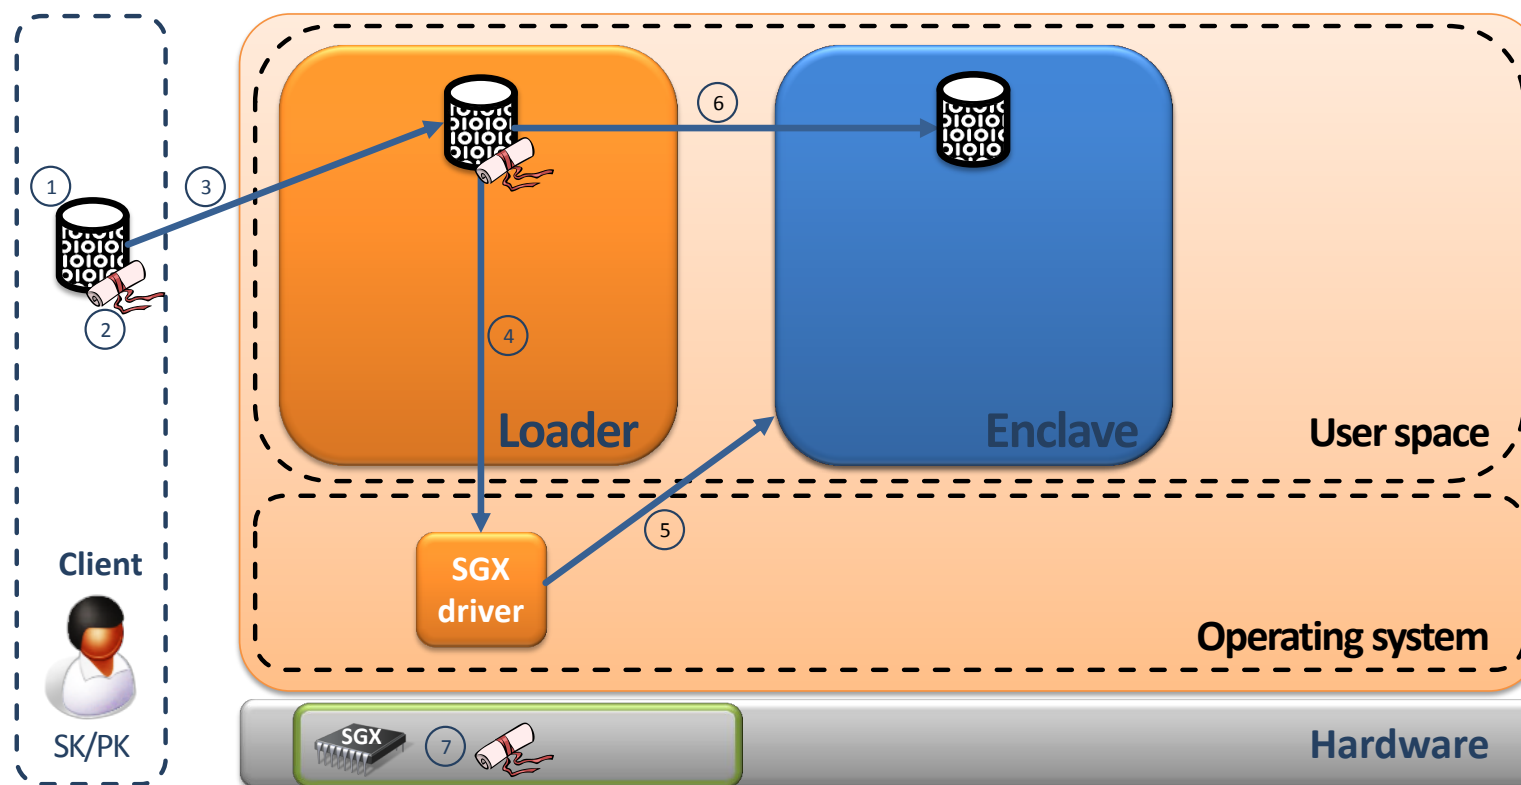 6
1
3
2
4
Loader
Enclave
User space
5
Client
SGX
driver
Operating system
SGX
7
SK/PK
Hardware